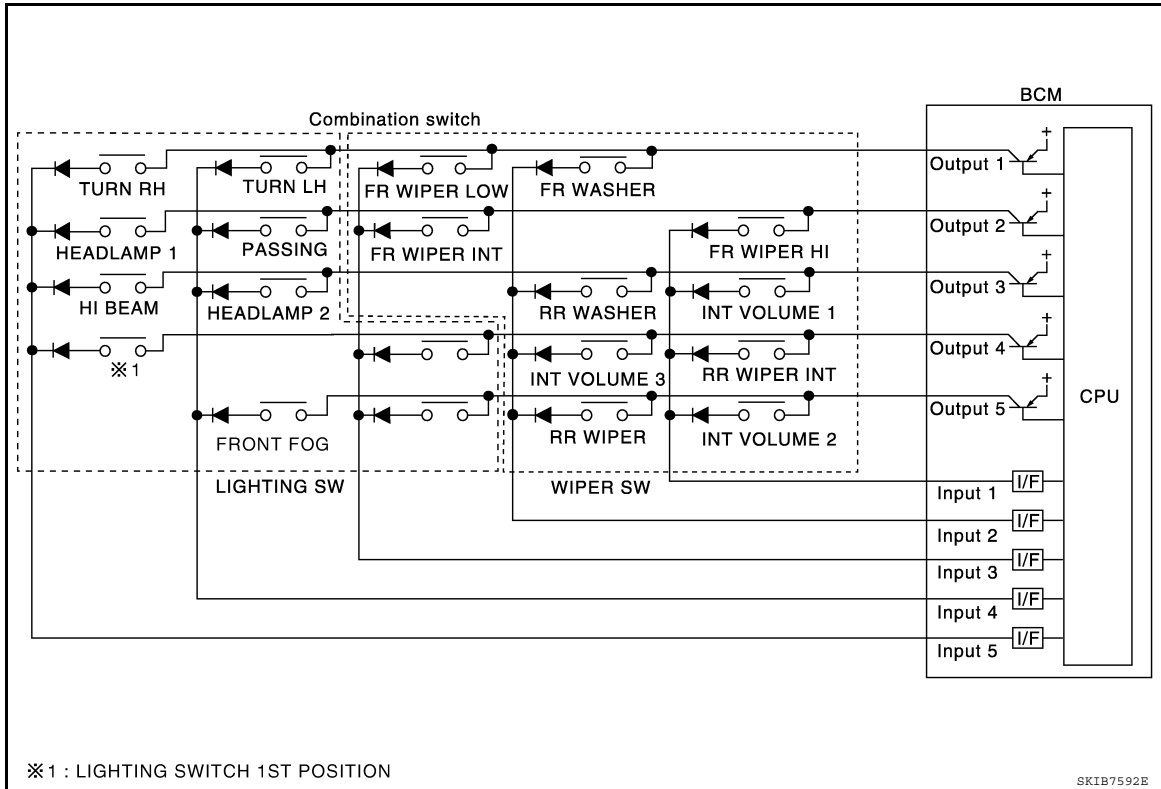 BCM
Combination switch
TURN RH
TURN LH
FR WIPER LOW
FR WASHER
Output 1
+
HEADLAMP 1
PASSING
FR WIPER INT
FR WIPER HI
Output 2
+
HI BEAM
HEADLAMP 2
RR WASHER
INT VOLUME 1
Output 3
+
※1
INT VOLUME 3
RR WIPER INT
Output 4
+
FRONT FOG
RR WIPER
INT VOLUME 2
Output 5
+
CPU
LIGHTING SW
WIPER SW
Input 1
I/F
Input 2
I/F
Input 3
I/F
Input 4
I/F
Input 5
I/F
※1 : LIGHTING SWITCH 1ST POSITION
SKIB7592E